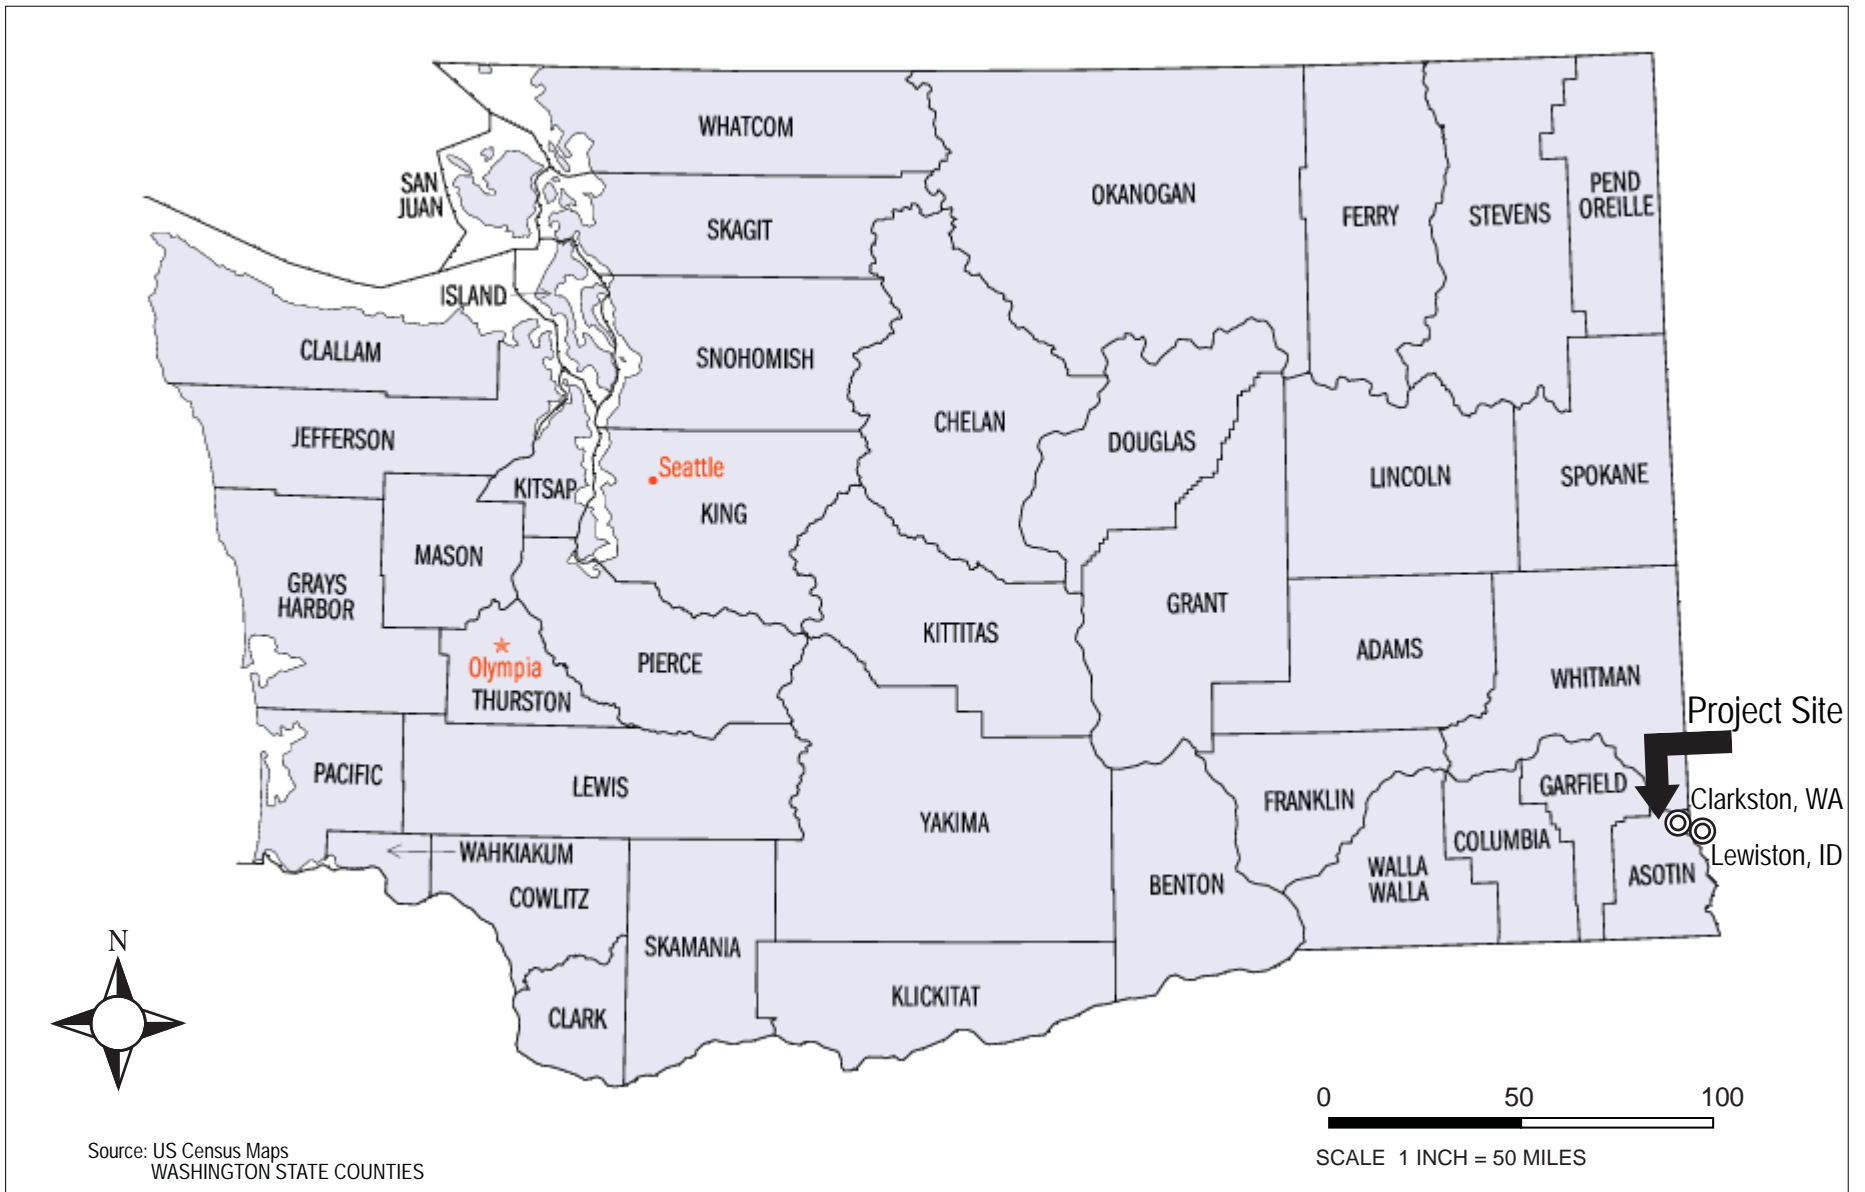 WHATCOM
SAN
JUAN
SKAGIT
OKANOGAN
FERRY
STEVENS
PEND
OREILLE
ISLAND
CLALLAM
SNOHOMISH
JEFFERSON
CHELAN
DOUGLAS
Seattle
KITSAP
KING
LINCOLN
SPOKANE
MASON
GRAYS
HARBOR
GRANT
KITTITAS
ADAMS
Olympia
THURSTON
PIERCE
WHITMAN
Project Site
PACIFIC
LEWIS
YAKIMA
FRANKLIN
GARFIELD
Clarkston, WA
WAHKIAKUM
COLUMBIA
Lewiston, ID
COWLITZ
BENTON
WALLA
WALLA
ASOTIN
SKAMANIA
KLICKITAT
CLARK
N
0 50 100
SCALE 1 INCH = 50 MILES
Source: US Census Maps
WASHINGTON STATE COUNTIES